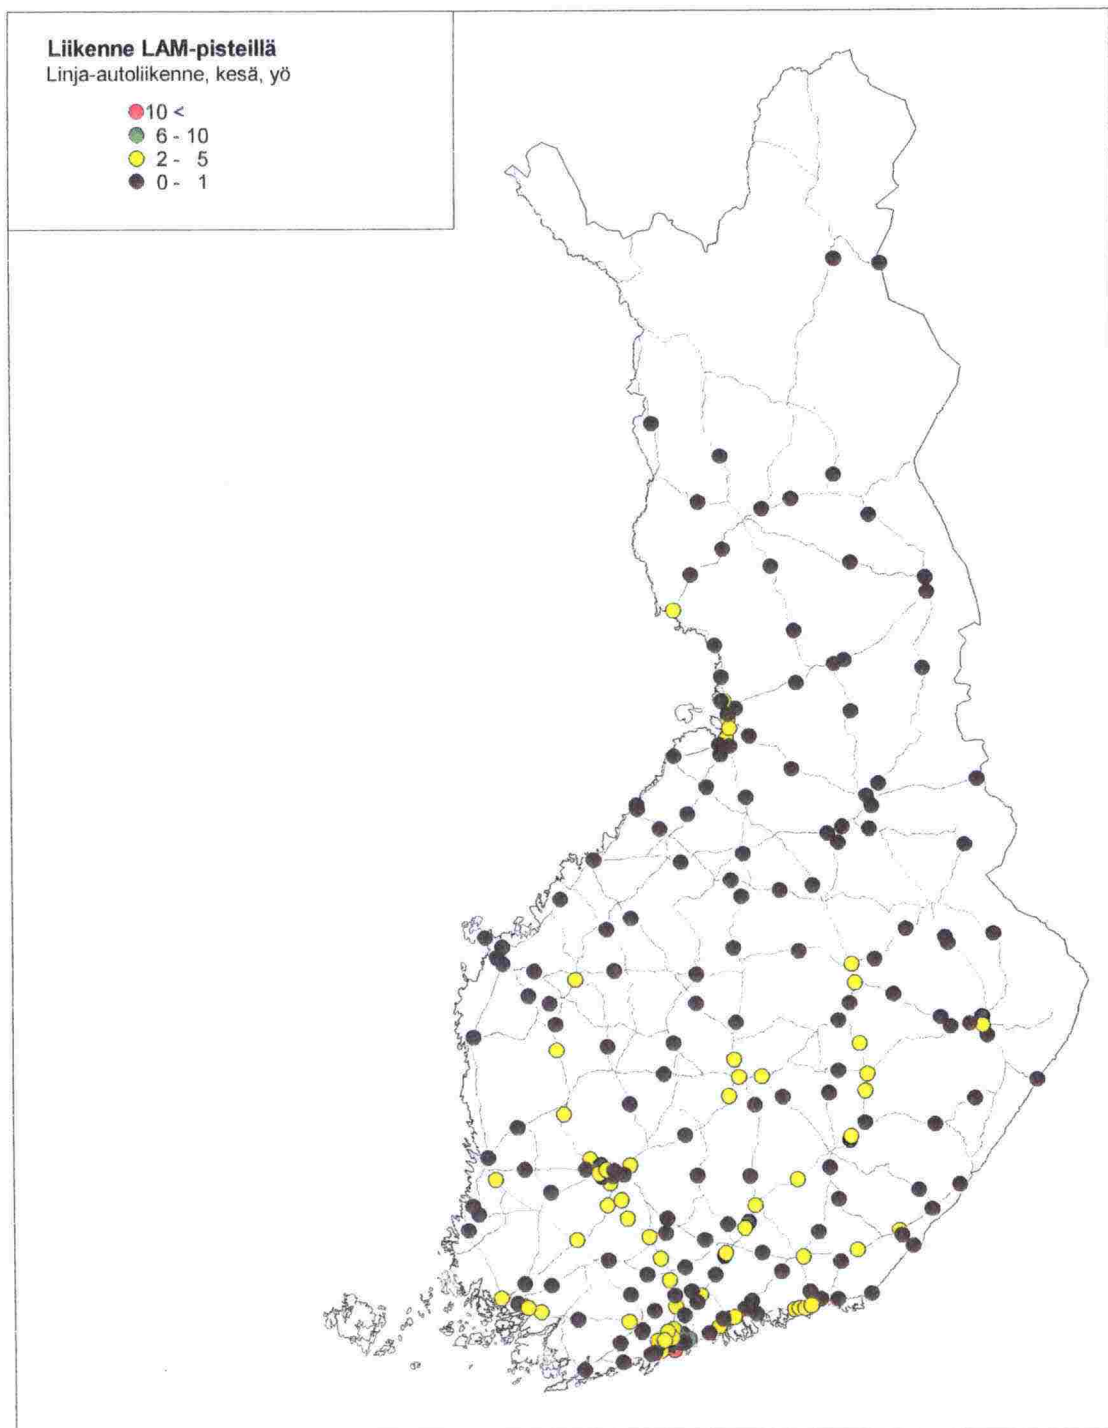 Liikenne LAM-pisteillä
Linja-autoliikenne, kesä, yö
10 <
6 - 10
2 - 5
0 - 1